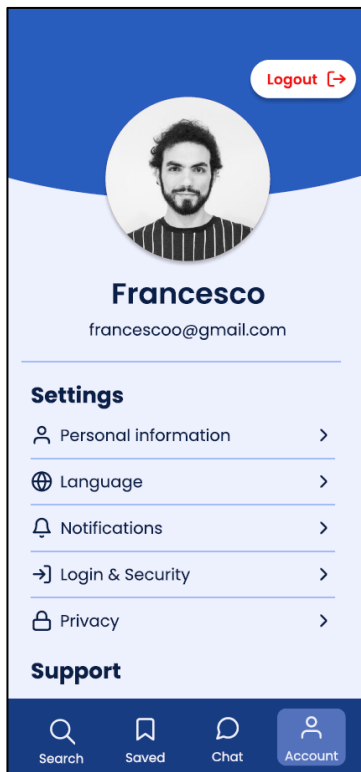 Logout
Francesco
francescoo@gmail.com
Settings
Personal information
Language
Notifications
Login & Security
Privacy
Support
Search Saved Chat Account